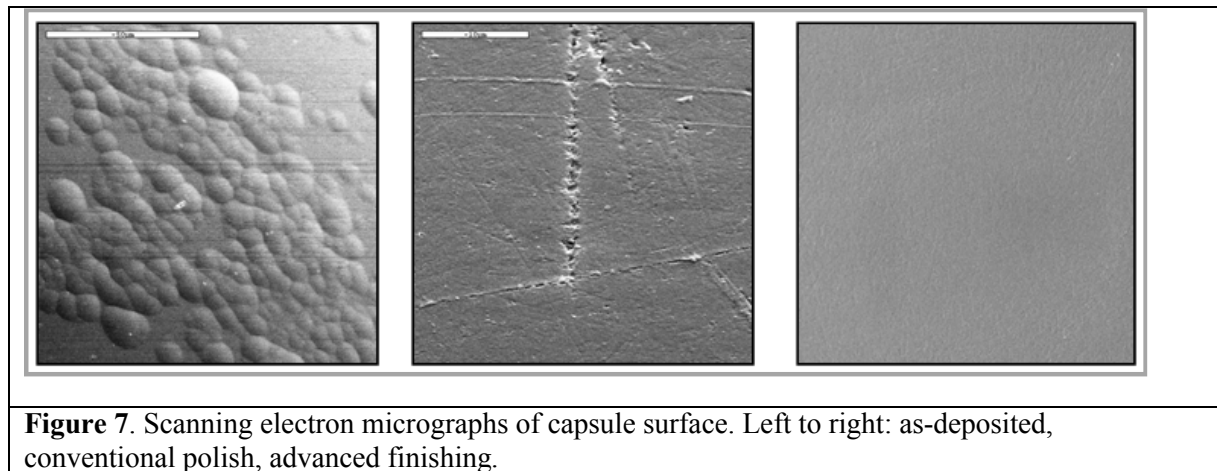 Figure 7. Scanning electron micrographs of capsule surface. Left to right: as-deposited,
conventional polish, advanced finishing.